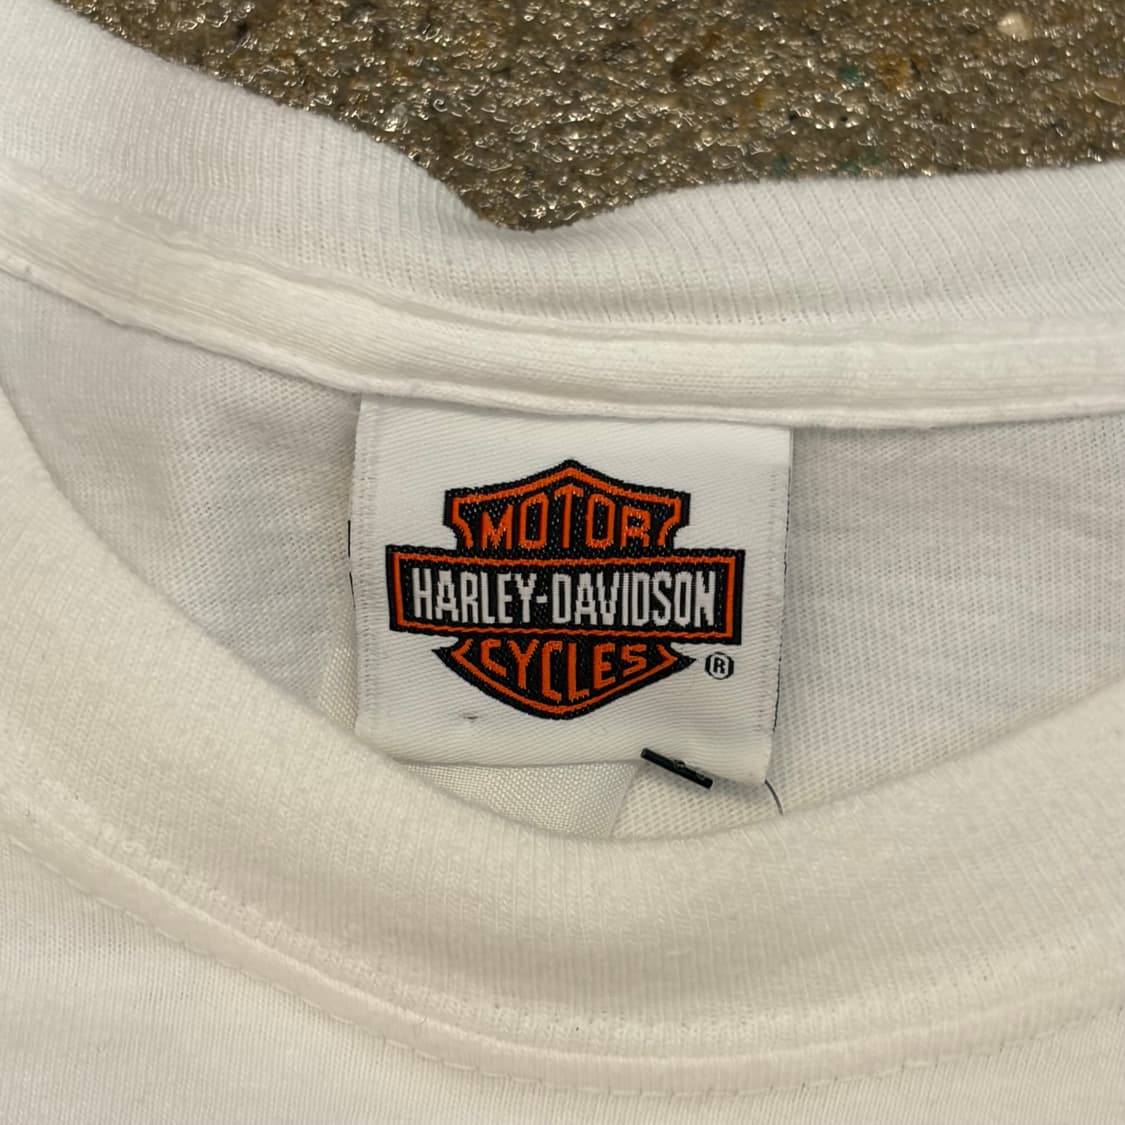 MOTOR
HARLEY-DAVIDSON
CYCLES
®